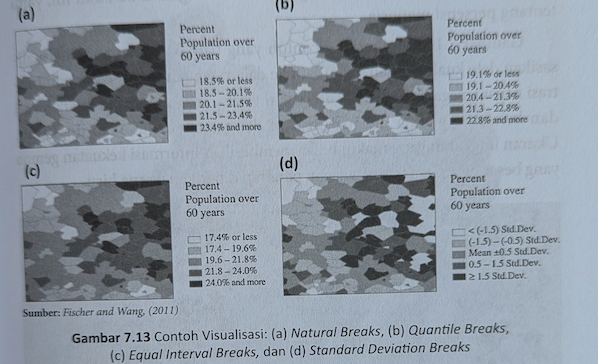 (a)
Percent
Population over
60 years
18.5% or less
18.5 – 20.1%
20.1 – 21.5%
21.5 – 23.4%
23.4% and more
(b)
Percent
Population over
60 years
19.1% or less
19.1 – 20.4%
20.4 – 21.3%
21.3 – 22.8%
22.8% and more
(c)
Percent
Population over
60 years
17.4% or less
17.4 – 19.6%
19.6 – 21.8%
21.8 – 24.0%
24.0% and more
(d)
Percent
Population over
60 years
< (-1.5) Std.Dev.
(-1.5) – (-0.5) Std.Dev.
Mean ±0.5 Std.Dev.
0.5 – 1.5 Std.Dev.
≥ 1.5 Std.Dev.
Sumber: Fischer and Wang, (2011)
Gambar 7.13 Contoh Visualisasi: (a) Natural Breaks, (b) Quantile Breaks,
(c) Equal Interval Breaks, dan (d) Standard Deviation Breaks